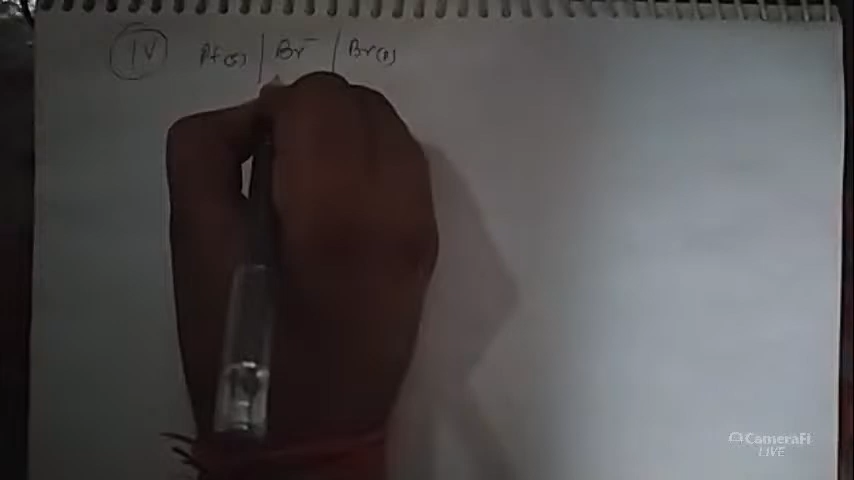 IV Pt(s) | Br⁻ | Br(l)
CameraFi
LIVE